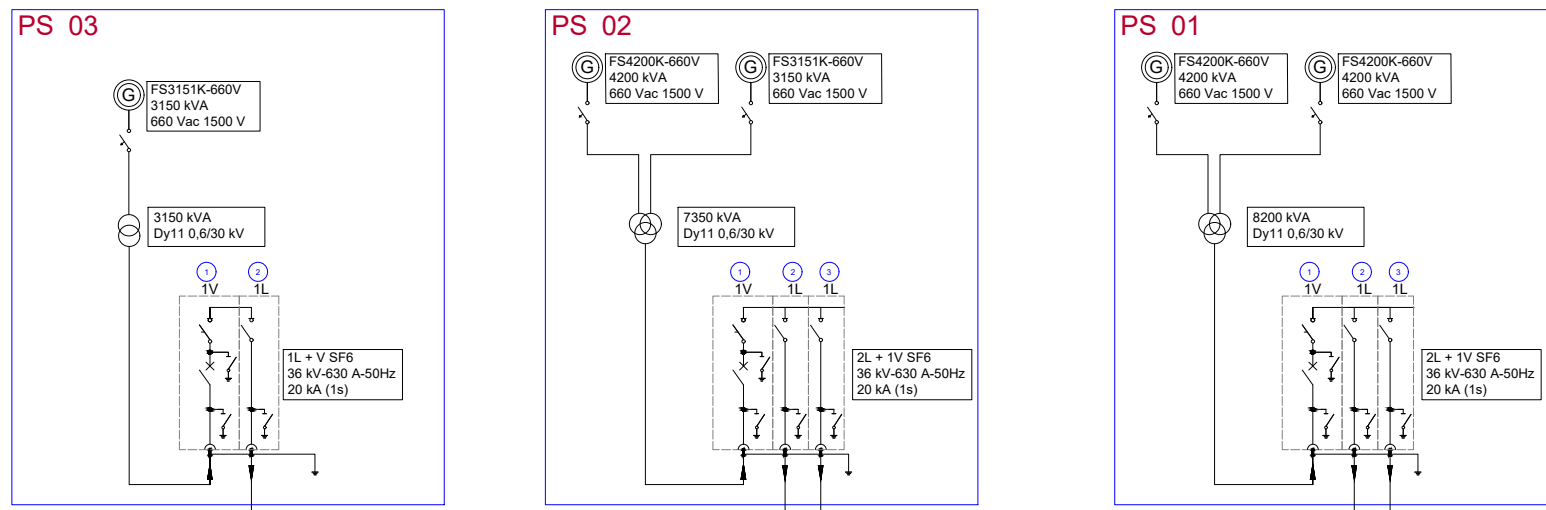 PS 03
G
FS3151K-660V
3150 kVA
660 Vac 1500 V
3150 kVA
Dy11 0,6/30 kV
1
2
1V
1L
1L + V SF6
36 kV-630 A-50Hz
20 kA (1s)
PS 02
G
FS4200K-660V
4200 kVA
660 Vac 1500 V
G
FS3151K-660V
3150 kVA
660 Vac 1500 V
7350 kVA
Dy11 0,6/30 kV
1
2
3
1V
1L
1L
2L + 1V SF6
36 kV-630 A-50Hz
20 kA (1s)
PS 01
G
FS4200K-660V
4200 kVA
660 Vac 1500 V
G
FS4200K-660V
4200 kVA
660 Vac 1500 V
8200 kVA
Dy11 0,6/30 kV
1
2
3
1V
1L
1L
2L + 1V SF6
36 kV-630 A-50Hz
20 kA (1s)